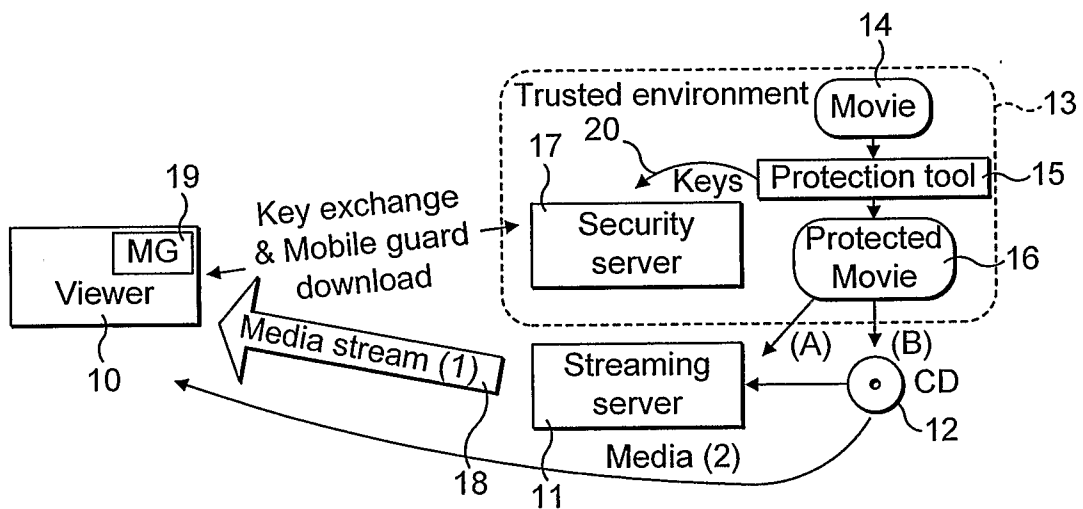 14
Trusted environment
Movie
13
20
17
Keys
Protection tool
15
19
Key exchange
& Mobile guard
download
Security
server
Protected
Movie
16
MG
Viewer
10
Media stream (1)
18
(A)
(B)
Streaming
server
CD
12
Media (2)
11